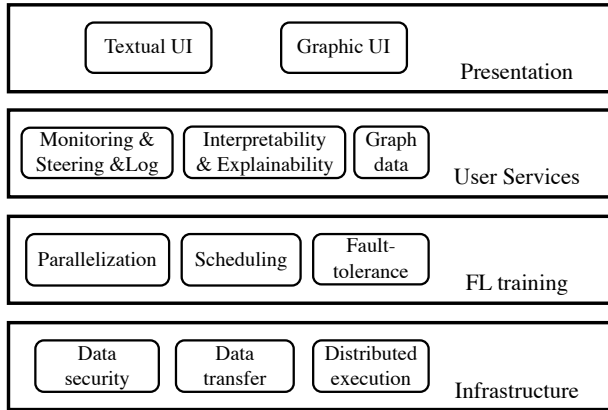 Textual UI
Graphic UI
Presentation
Monitoring &
Steering &Log
Interpretability
& Explainability
Graph
data
User Services
Parallelization
Scheduling
Fault-
tolerance
FL training
Data
security
Data
transfer
Distributed
execution
Infrastructure